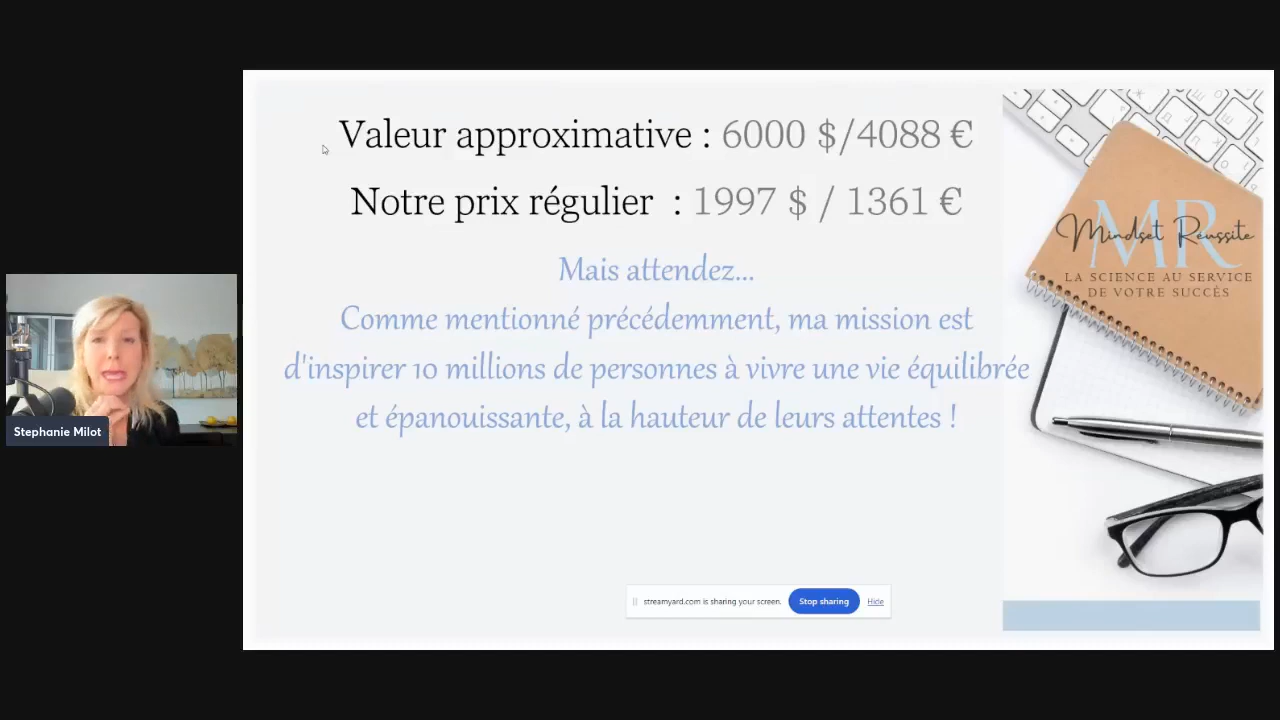 Valeur approximative : 6000 $/4088 €
Notre prix régulier : 1997 $ / 1361 €
Mais attendez...
Comme mentionné précédemment, ma mission est
d'inspirer 10 millions de personnes à vivre une vie équilibrée
et épanouissante, à la hauteur de leurs attentes !
MR
Mindset Réussite
LA SCIENCE AU SERVICE
DE VOTRE SUCCÈS
Stephanie Milot
streamyard.com is sharing your screen.
Stop sharing
Hide